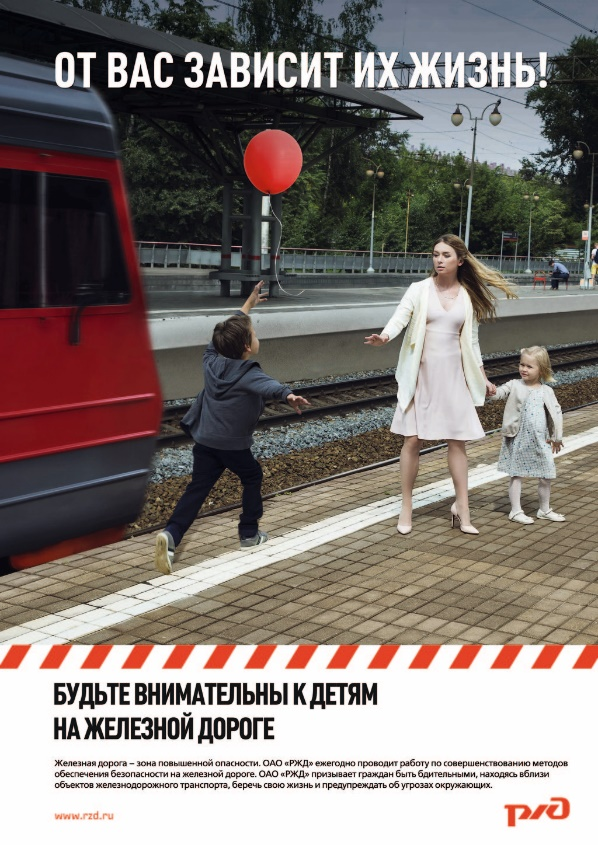 ОТ ВАС ЗАВИСИТ ИХ ЖИЗНЬ!
БУДЬТЕ ВНИМАТЕЛЬНЫ К ДЕТЯМ
НА ЖЕЛЕЗНОЙ ДОРОГЕ
Железная дорога – зона повышенной опасности. ОАО «РЖД» ежегодно проводит работу по совершенствованию методов
обеспечения безопасности на железной дороге. ОАО «РЖД» призывает граждан быть бдительными, находясь вблизи
объектов железнодорожного транспорта, беречь свою жизнь и предупреждать об угрозах окружающих.
www.rzd.ru
РЖД